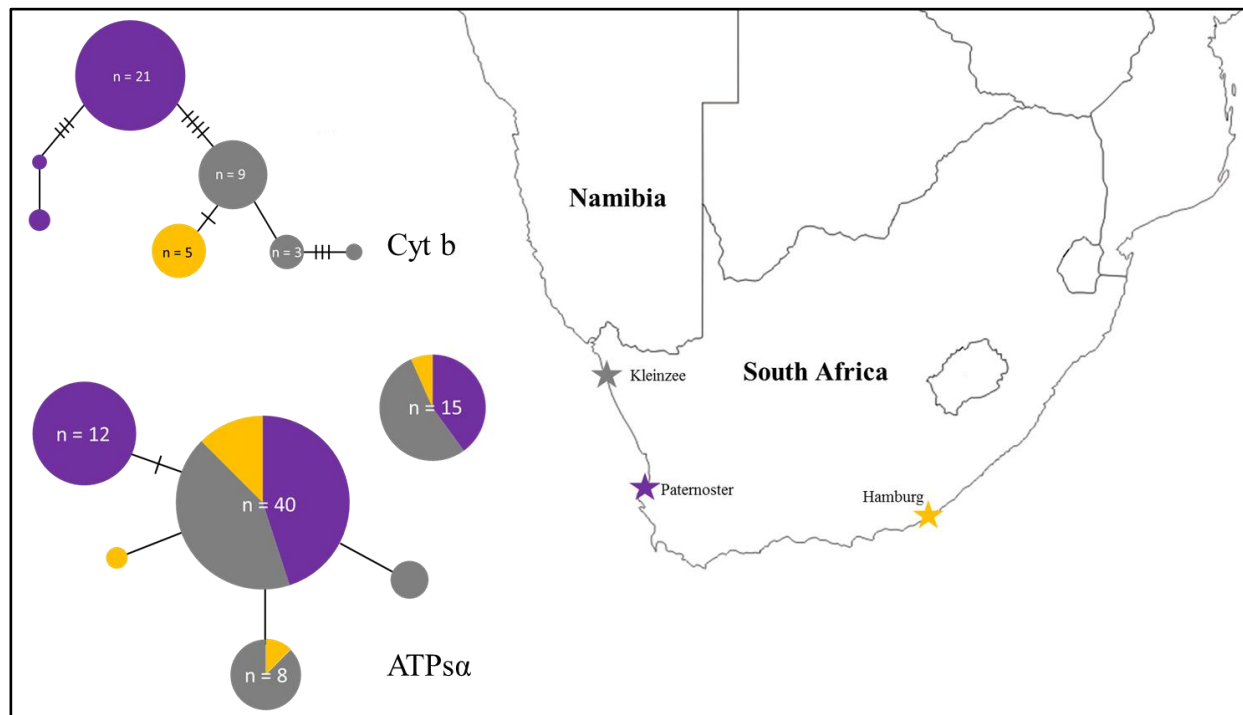 n = 21
n = 9
n = 5
n = 3
Cyt b
n = 15
n = 12
n = 40
n = 8
ATPsα
Namibia
South Africa
Kleinzee
Paternoster
Hamburg